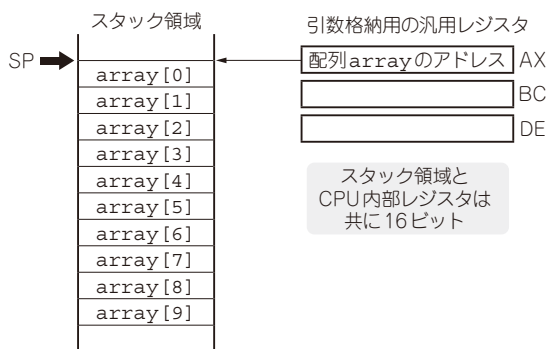 スタック領域
引数格納用の汎用レジスタ
SP
配列arrayのアドレス AX
array[0]
BC
array[1]
array[2]
DE
array[3]
array[4]
array[5]
array[6]
array[7]
array[8]
array[9]
スタック領域と
CPU内部レジスタは
共に16ビット